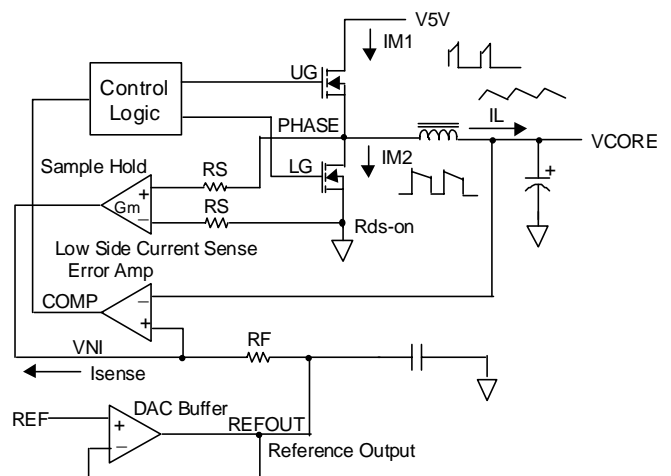 V5V
IM1
UG
Control
Logic
PHASE
IL
VCORE
Sample Hold
RS
LG
IM2
+
Gm
−
RS
+
Rds-on
Low Side Current Sense
Error Amp
COMP
−
+
VNI
RF
Isense
DAC Buffer
REF
+
−
REFOUT
Reference Output